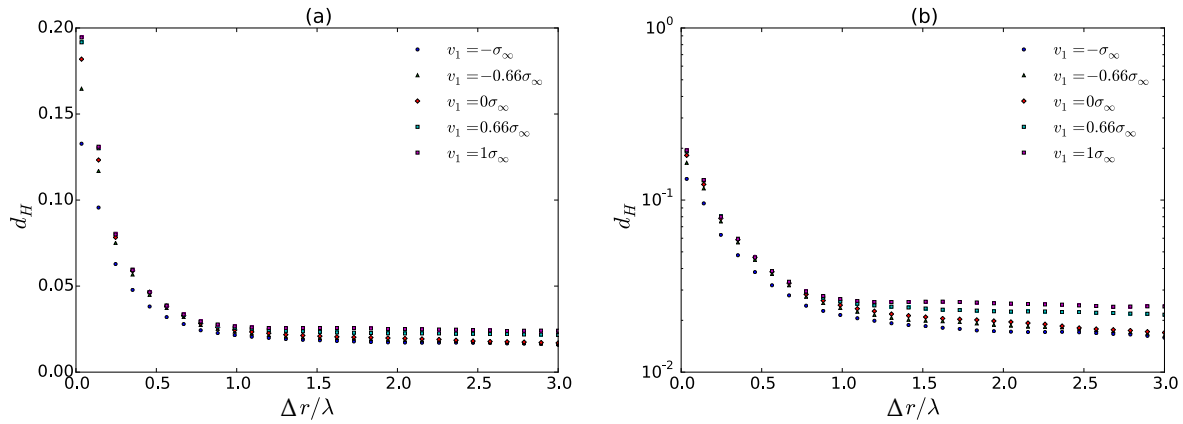 (a)
0.20
0.15
0.10
0.05
0.00
d_H
v_1 = −σ_∞
v_1 = −0.66σ_∞
v_1 = 0σ_∞
v_1 = 0.66σ_∞
v_1 = 1σ_∞
0.0 0.5 1.0 1.5 2.0 2.5 3.0
Δr/λ
(b)
10^0
10^{-1}
10^{-2}
d_H
v_1 = −σ_∞
v_1 = −0.66σ_∞
v_1 = 0σ_∞
v_1 = 0.66σ_∞
v_1 = 1σ_∞
0.0 0.5 1.0 1.5 2.0 2.5 3.0
Δr/λ